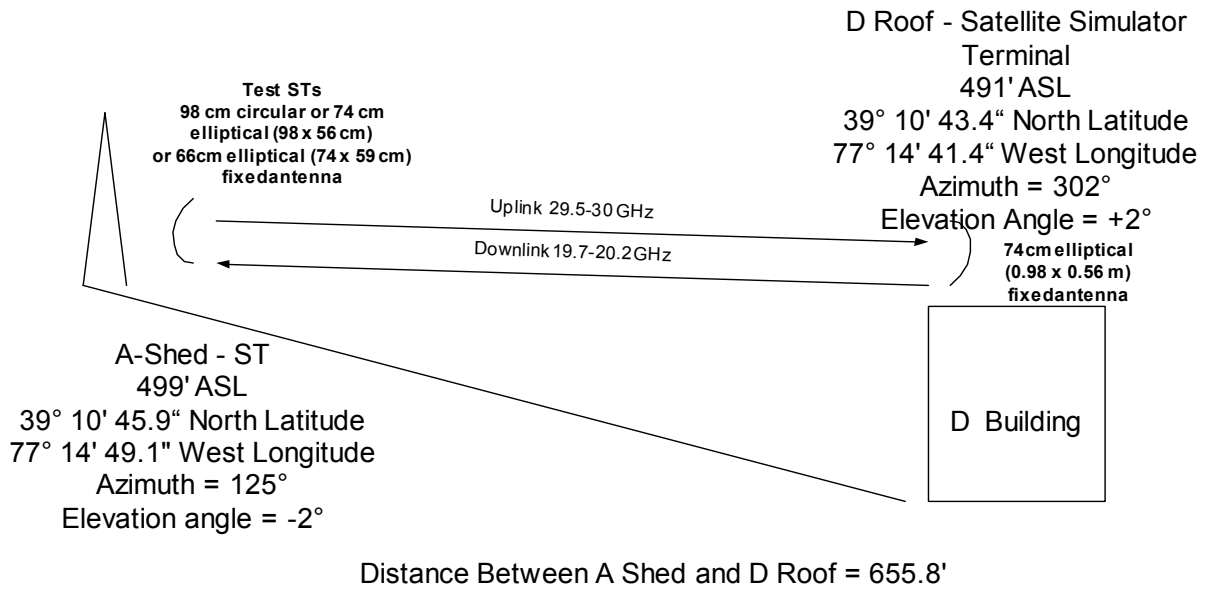 D Roof - Satellite Simulator
Terminal
491' ASL
39° 10' 43.4“ North Latitude
77° 14' 41.4“ West Longitude
Azimuth = 302°
Elevation Angle = +2°
74cm elliptical
(0.98 x 0.56 m)
fixedantenna
Test STs
98 cm circular or 74 cm
elliptical (98 x 56 cm)
or 66cm elliptical (74 x 59 cm)
fixedantenna
Uplink 29.5-30 GHz
Downlink 19.7-20.2GHz
A-Shed - ST
499' ASL
39° 10' 45.9“ North Latitude
77° 14' 49.1" West Longitude
Azimuth = 125°
Elevation angle = -2°
D Building
Distance Between A Shed and D Roof = 655.8'